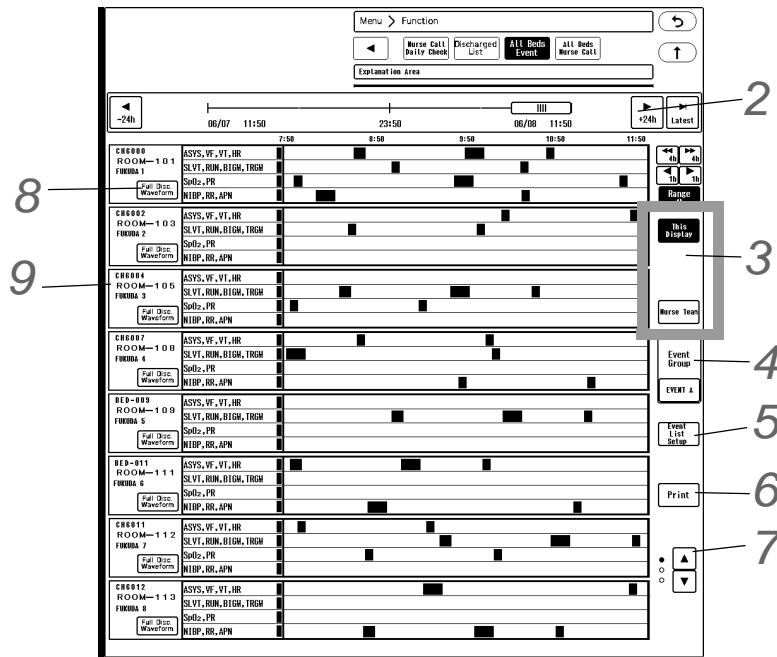 Menu > Function
Nurse Call Daily Check
Discharged List
All Beds Event
All Beds Nurse Call
Explanation Area
-24h
06/07 11:50
23:50
06/08 11:50
+24h
Latest
2
7:50 8:50 9:50 10:50 11:50
4h 4h
1h 1h
Range
This Display
3
Nurse Team
Event Group
4
EVENT A
Event List Setup
5
Print
6
7
8
9
CH6000
ROOM-101
FUKUDA 1
Full Disc. Waveform
ASYS,VF,VT,HR
SLVT,RUN,BIGM,TRGM
SpO2,PR
NIBP,RR,APN
CH6002
ROOM-103
FUKUDA 2
Full Disc. Waveform
ASYS,VF,VT,HR
SLVT,RUN,BIGM,TRGM
SpO2,PR
NIBP,RR,APN
CH6004
ROOM-105
FUKUDA 3
Full Disc. Waveform
ASYS,VF,VT,HR
SLVT,RUN,BIGM,TRGM
SpO2,PR
NIBP,RR,APN
CH6007
ROOM-108
FUKUDA 4
Full Disc. Waveform
ASYS,VF,VT,HR
SLVT,RUN,BIGM,TRGM
SpO2,PR
NIBP,RR,APN
BED-009
ROOM-109
FUKUDA 5
Full Disc. Waveform
ASYS,VF,VT,HR
SLVT,RUN,BIGM,TRGM
SpO2,PR
NIBP,RR,APN
BED-011
ROOM-111
FUKUDA 6
Full Disc. Waveform
ASYS,VF,VT,HR
SLVT,RUN,BIGM,TRGM
SpO2,PR
NIBP,RR,APN
CH6011
ROOM-112
FUKUDA 7
Full Disc. Waveform
ASYS,VF,VT,HR
SLVT,RUN,BIGM,TRGM
SpO2,PR
NIBP,RR,APN
CH6012
ROOM-113
FUKUDA 8
Full Disc. Waveform
ASYS,VF,VT,HR
SLVT,RUN,BIGM,TRGM
SpO2,PR
NIBP,RR,APN